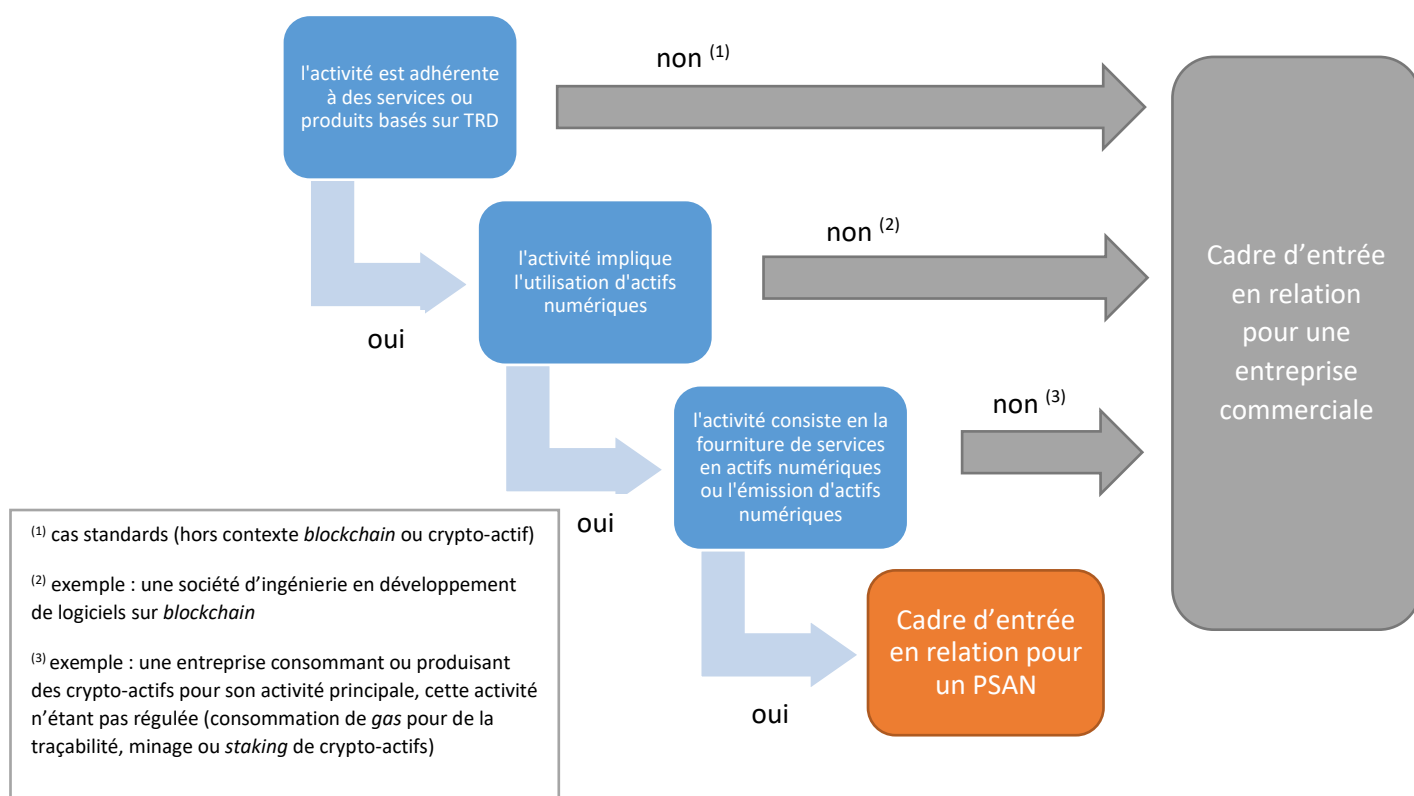 l'activité est adhérente
à des services ou
produits basés sur TRD
non (1)
oui
l'activité implique
l'utilisation d'actifs
numériques
non (2)
oui
l'activité consiste en la
fourniture de services
en actifs numériques
ou l'émission d'actifs
numériques
non (3)
oui
Cadre d’entrée
en relation pour
un PSAN
Cadre d’entrée
en relation
pour une
entreprise
commerciale
(1) cas standards (hors contexte blockchain ou crypto-actif)
(2) exemple : une société d’ingénierie en développement
de logiciels sur blockchain
(3) exemple : une entreprise consommant ou produisant
des crypto-actifs pour son activité principale, cette activité
n’étant pas régulée (consommation de gas pour de la
traçabilité, minage ou staking de crypto-actifs)